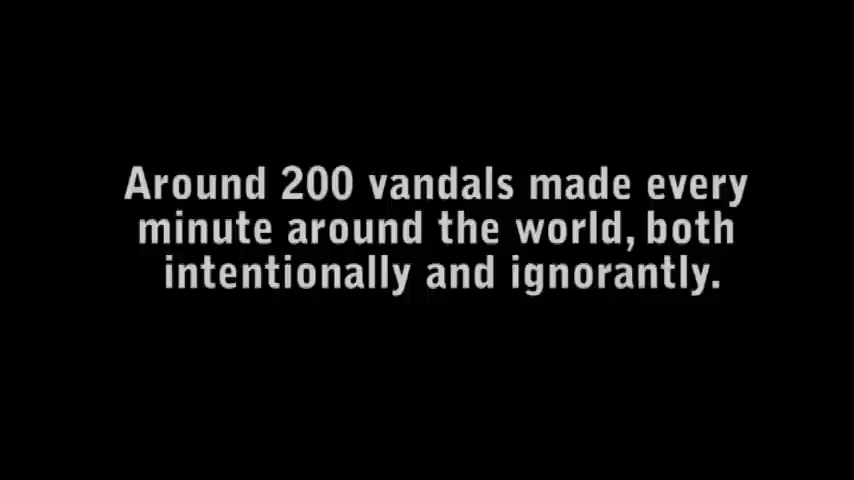 Around 200 vandals made every
minute around the world, both
intentionally and ignorantly.